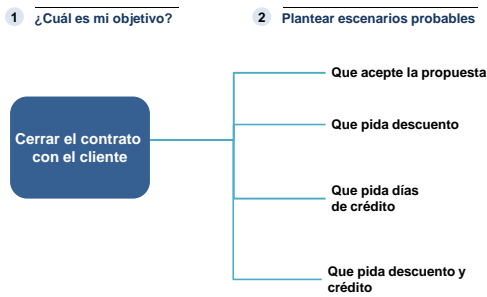 1 ¿Cuál es mi objetivo?
2 Plantear escenarios probables
Cerrar el contrato
con el cliente
Que acepte la propuesta
Que pida descuento
Que pida días
de crédito
Que pida descuento y
crédito